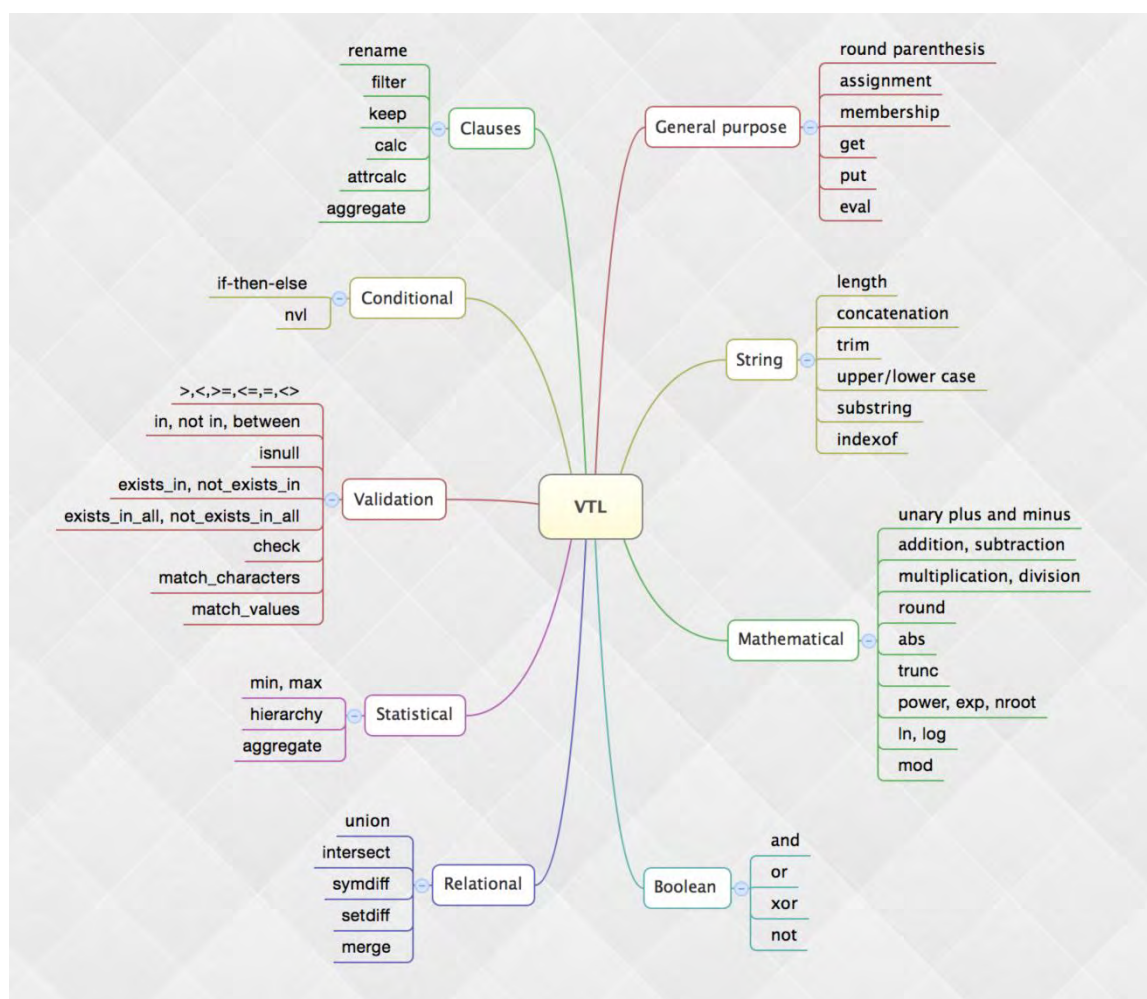 rename
filter
keep
calc
attrcalc
aggregate
Clauses
General purpose
round parenthesis
assignment
membership
get
put
eval
if-then-else
nvl
Conditional
String
length
concatenation
trim
upper/lower case
substring
indexof
>,<,>=,<=,=,<>
in, not in, between
isnull
exists_in, not_exists_in
exists_in_all, not_exists_in_all
check
match_characters
match_values
Validation
VTL
Mathematical
unary plus and minus
addition, subtraction
multiplication, division
round
abs
trunc
power, exp, nroot
ln, log
mod
min, max
hierarchy
aggregate
Statistical
union
intersect
symdiff
setdiff
merge
Relational
Boolean
and
or
xor
not